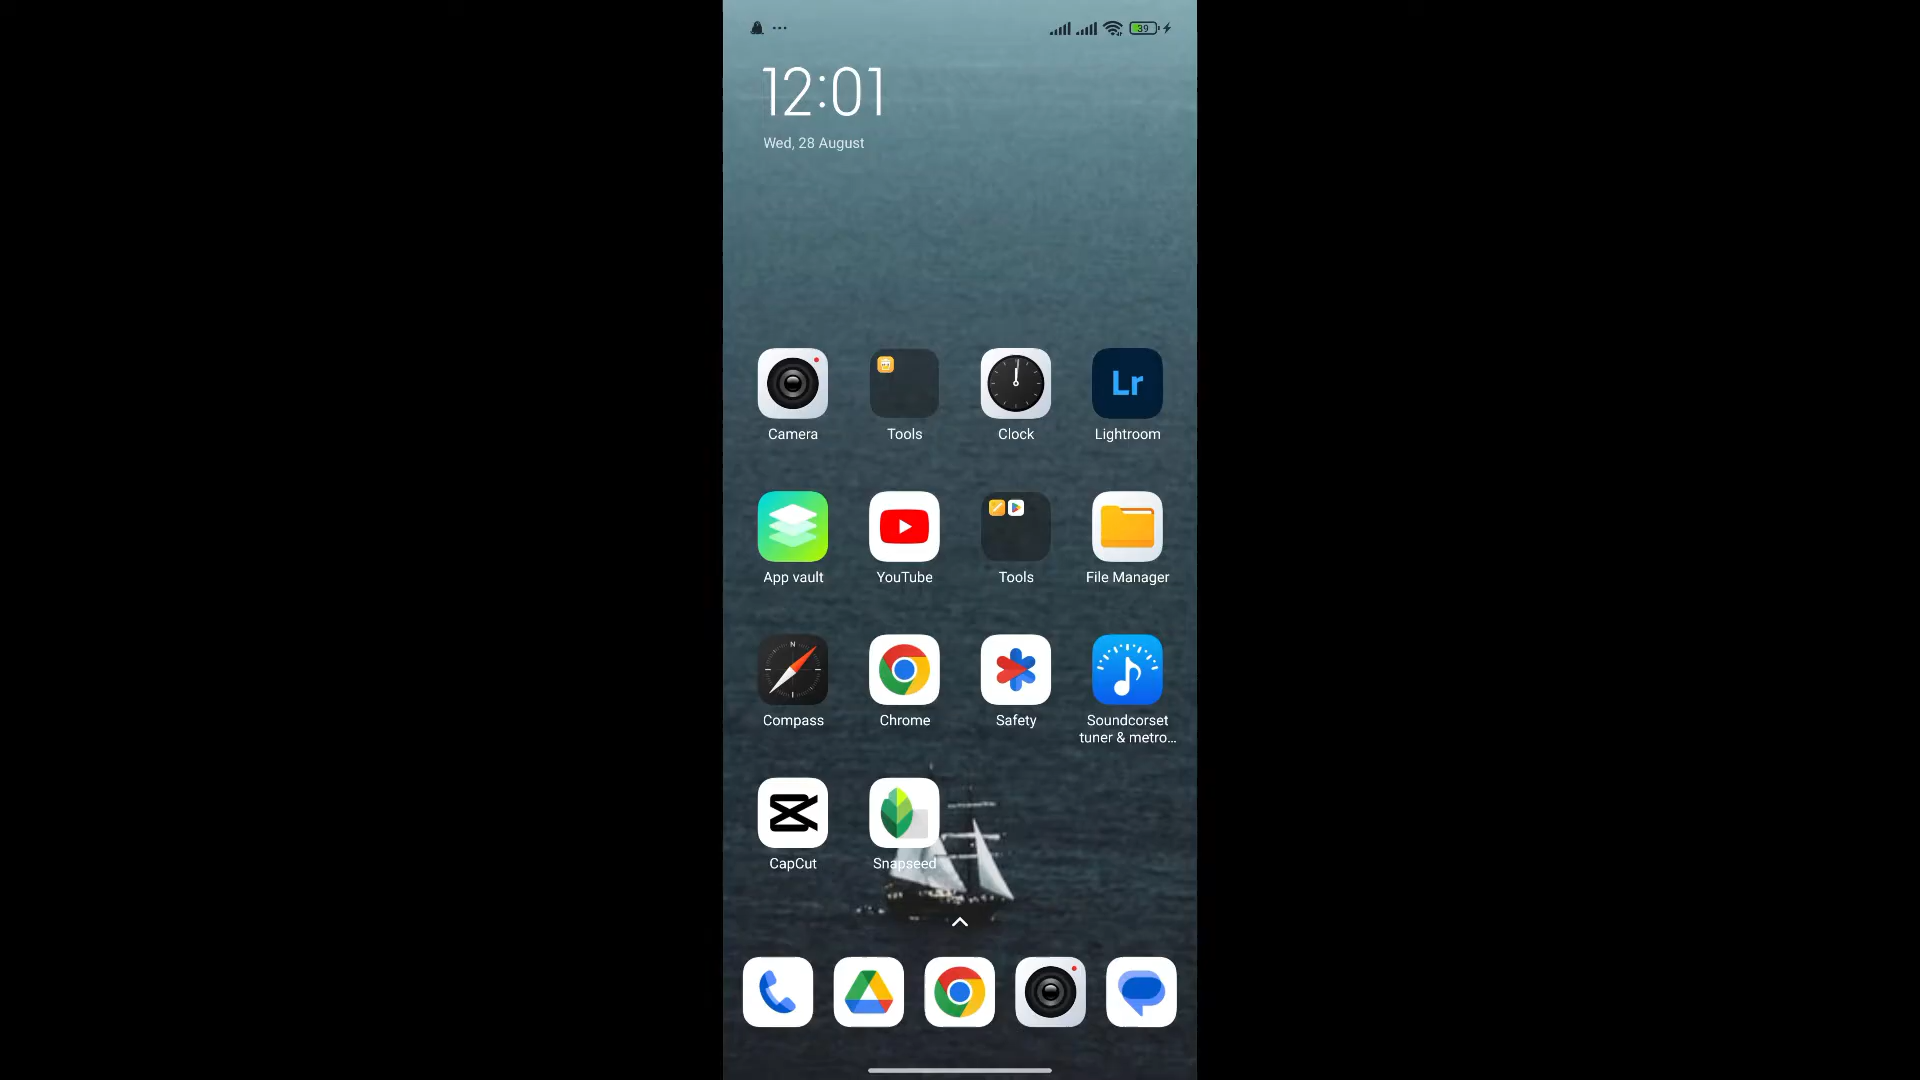 39
12:01
Wed, 28 August
Lr
Camera
Tools
Clock
Lightroom
App vault
YouTube
Tools
File Manager
N
Compass
Chrome
Safety
Soundcorset
tuner & metro...
CapCut
Snapseed